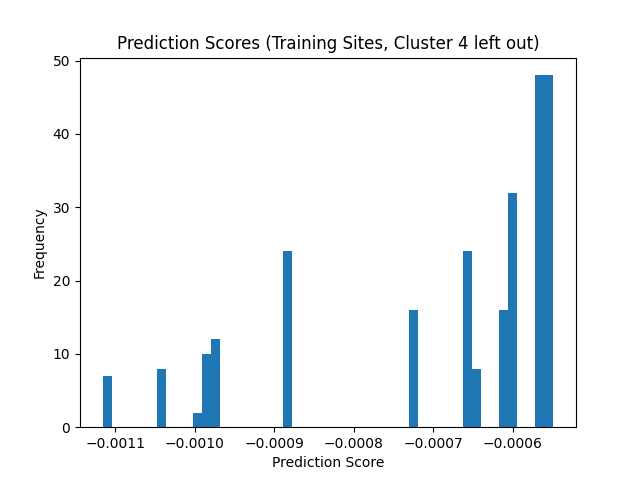 Prediction Scores (Training Sites, Cluster 4 left out)
50
40
30
20
10
0
Frequency
−0.0011 −0.0010 −0.0009 −0.0008 −0.0007 −0.0006
Prediction Score